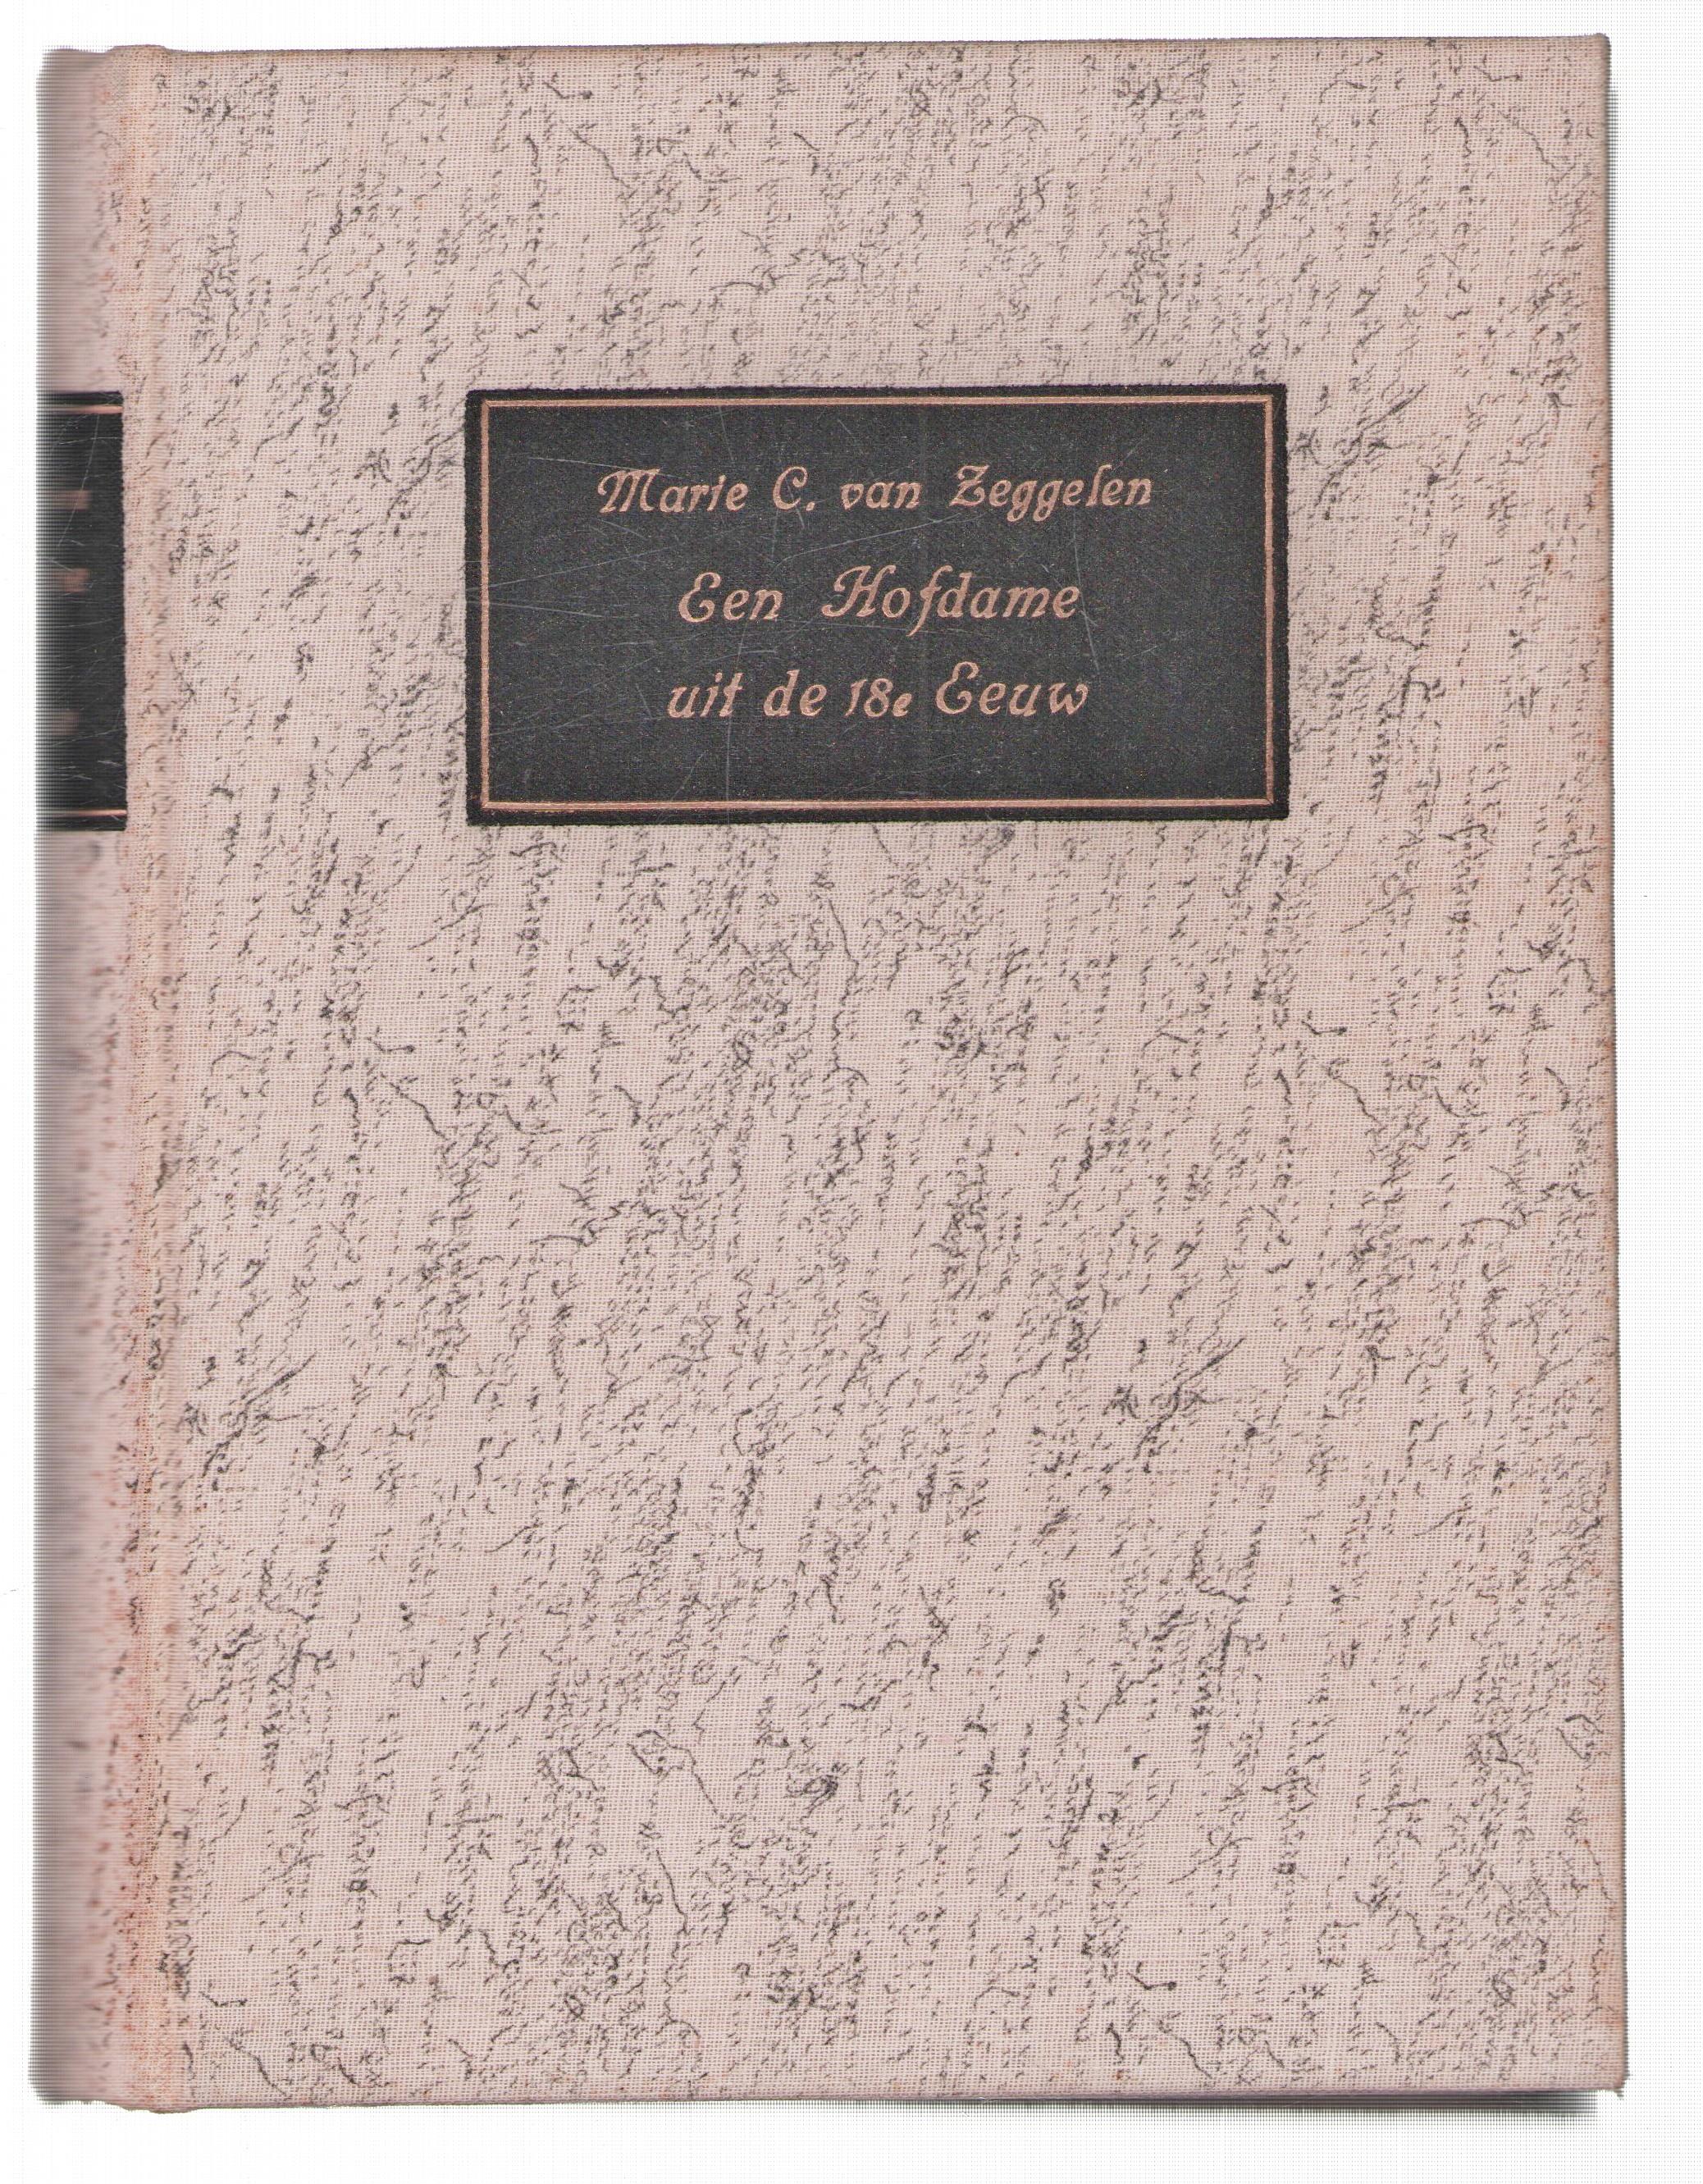 Marie C. van Zeggelen
Een Hofdame
uit de 18e Eeuw